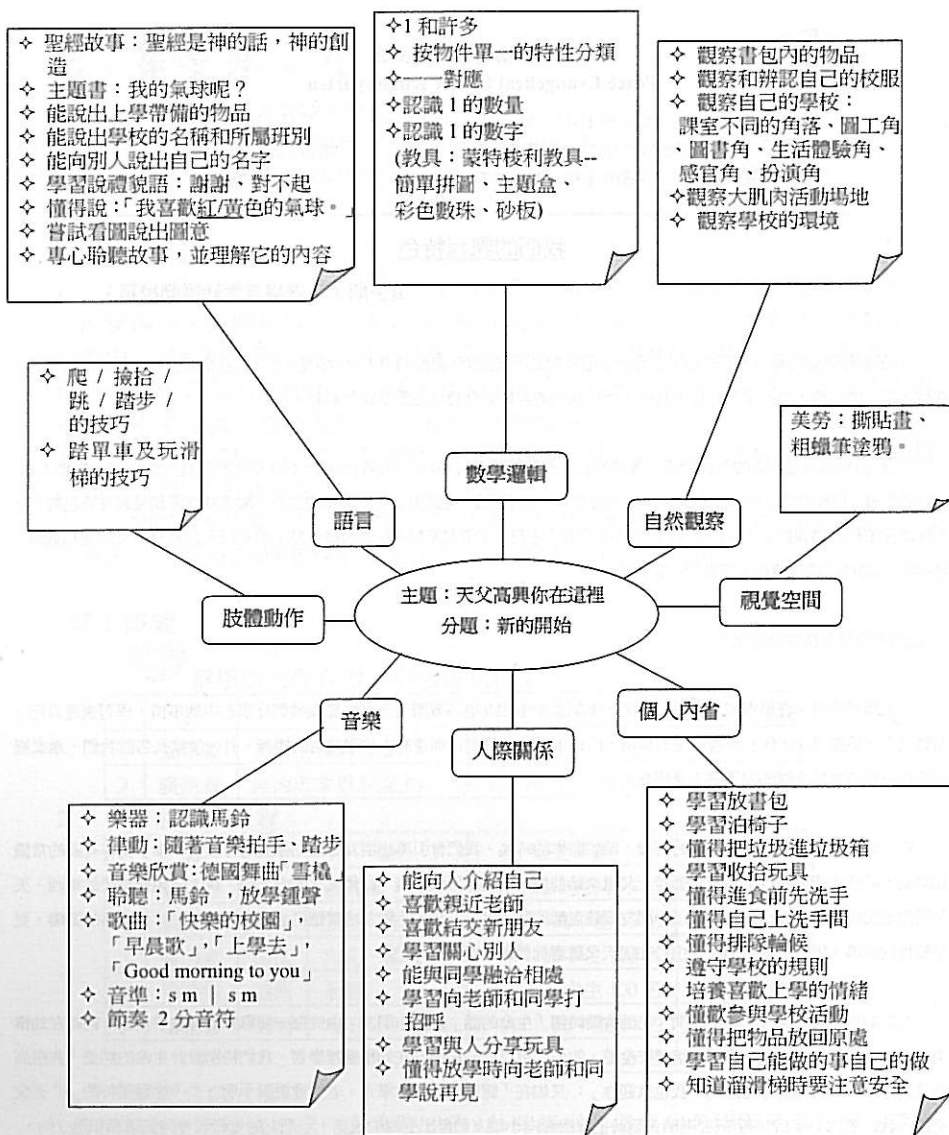 ✧ 聖經故事：聖經是神的話，神的創
造
✧ 主題書：我的氣球呢？
✧ 能說出上學帶備的物品
✧ 能說出學校的名稱和所屬班別
✧ 能向別人說出自己的名字
✧ 學習說禮貌語：謝謝、對不起
✧ 懂得說：「我喜歡紅/黃色的氣球。」
✧ 嘗試看圖說出圖意
✧ 專心聆聽故事，並理解它的內容
✧1 和許多
✧ 按物件單一的特性分類
✧一一對應
✧認識 1 的數量
✧認識 1 的數字
(教具：蒙特梭利教具--
簡單拼圖、主題盒、
彩色數珠、砂板)
✧ 觀察書包內的物品
✧ 觀察和辨認自己的校服
✧ 觀察自己的學校：
課室不同的角落、圖工角、
圖書角、生活體驗角、
感官角、扮演角
✧觀察大肌肉活動場地
✧ 觀察學校的環境
✧ 爬 / 撿拾 /
跳 / 踏步 /
的技巧
✧ 踏單車及玩滑
梯的技巧
美勞：撕貼畫、
粗蠟筆塗鴉。
數學邏輯
語言
自然觀察
肢體動作
主題：天父高興你在這裡
分題：新的開始
視覺空間
音樂
人際關係
個人內省
✧ 樂器：認識馬鈴
✧ 律動：隨著音樂拍手、踏步
✧ 音樂欣賞：德國舞曲「雪橇」
✧ 聆聽：馬鈴、放學鐘聲
✧ 歌曲：「快樂的校園」
「早晨歌」，「上學去」，
「Good morning to you」
✧ 音準：s m | s m
✧ 節奏 2 分音符
✧ 能向人介紹自己
✧ 喜歡親近老師
✧ 喜歡結交新朋友
✧ 學習關心別人
✧ 能與同學融洽相處
✧ 學習向老師和同學打
招呼
✧ 學習與人分享玩具
✧ 懂得放學時向老師和同
學說再見
✧ 學習放書包
✧ 學習泊椅子
✧ 懂得把垃圾進垃圾箱
✧ 學習收拾玩具
✧ 懂得進食前先洗手
✧ 懂得自己上洗手間
✧ 懂得排隊輪候
✧ 遵守學校的規則
✧ 培養喜歡上學的情緒
✧ 懂歡參與學校活動
✧ 懂得把物品放回原處
✧ 學習自己能做的事自己的做
✧ 知道溜滑梯時要注意安全